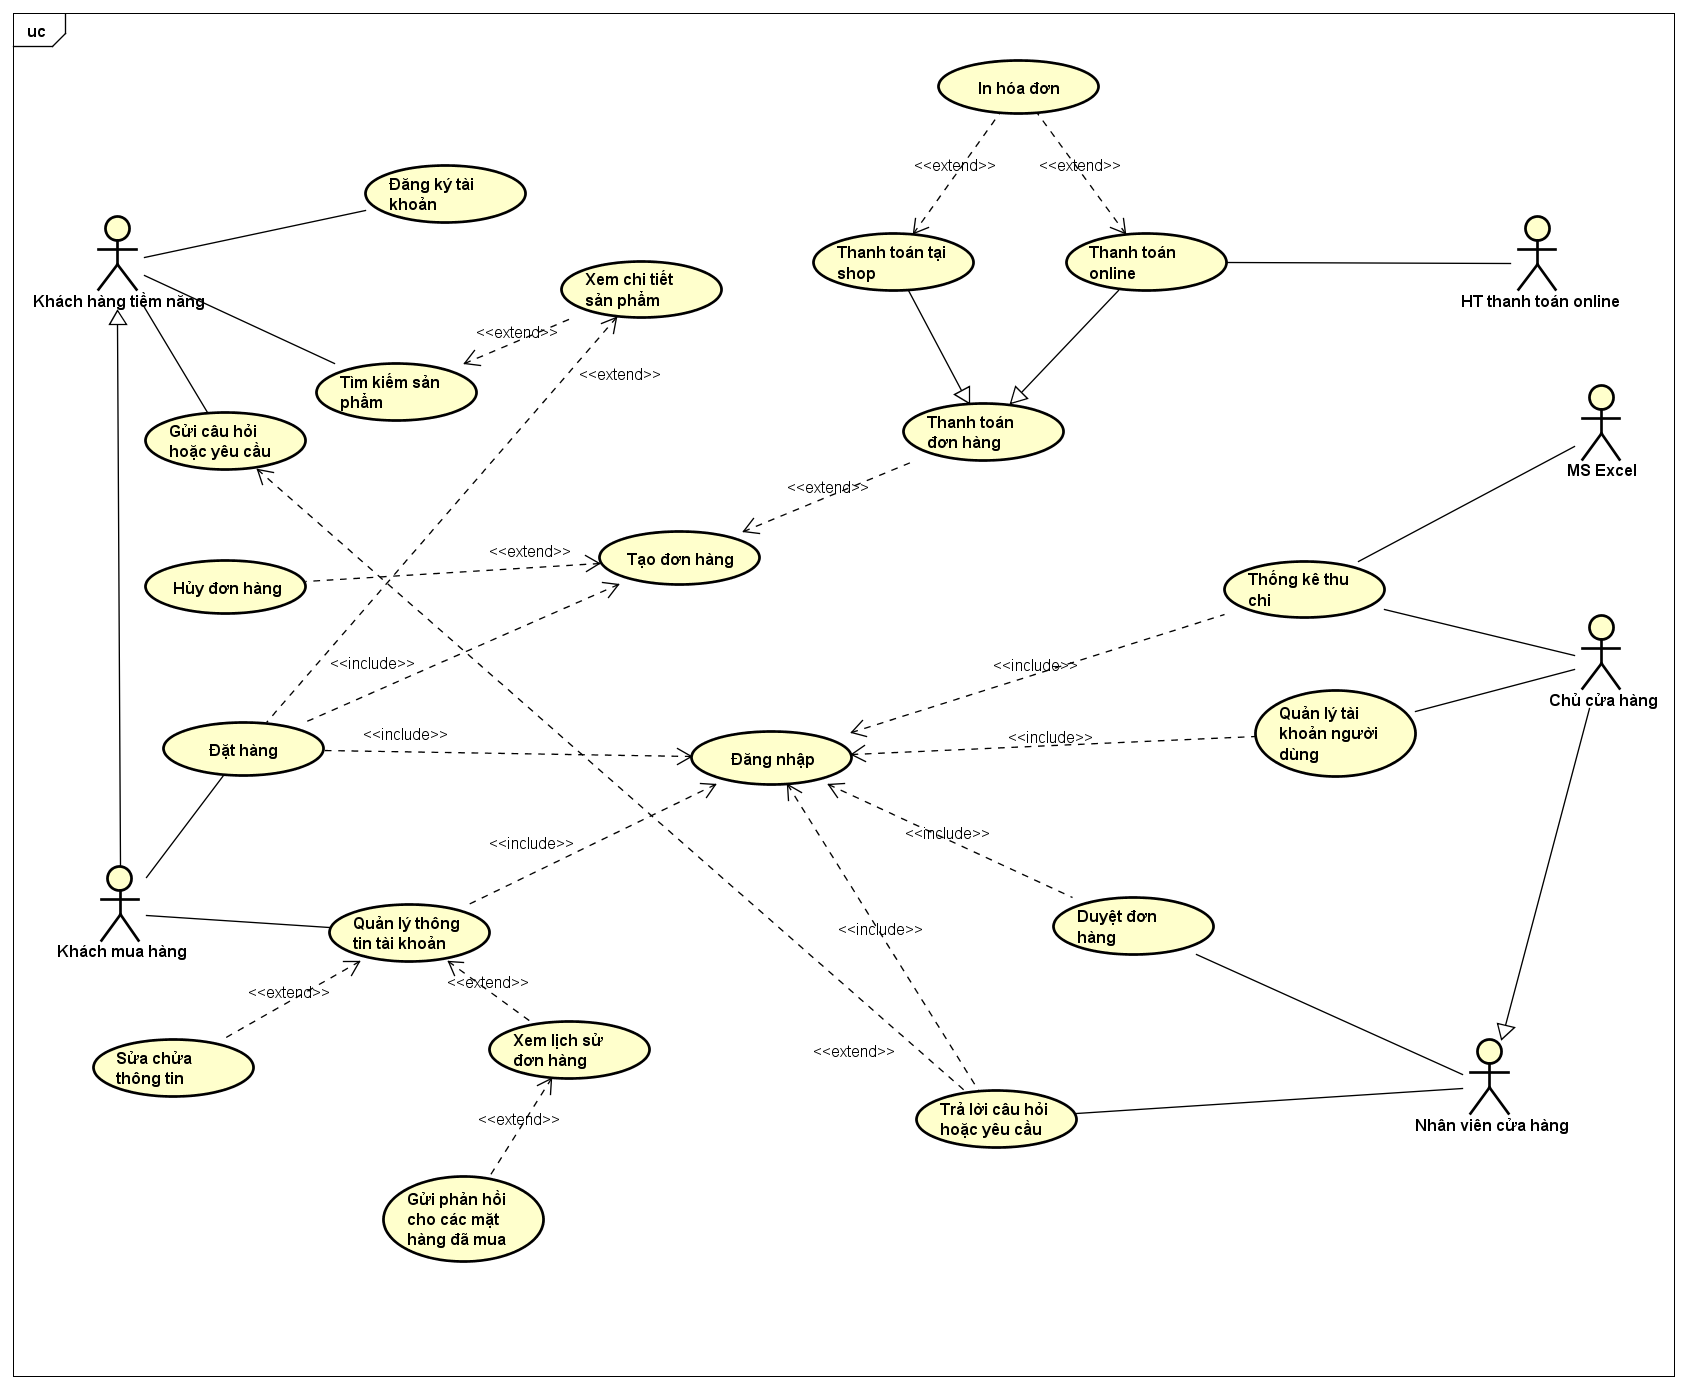 uc
In hóa đơn
<<extend>>
<<extend>>
Đăng ký tài
khoản
Khách hàng tiềm năng
Xem chi tiết
sản phẩm
Thanh toán tại
shop
Thanh toán
online
HT thanh toán online
<<extend>>
<<extend>>
Tìm kiếm sản
phẩm
Gửi câu hỏi
hoặc yêu cầu
Thanh toán
đơn hàng
MS Excel
<<extend>>
<<extend>>
Tạo đơn hàng
Hủy đơn hàng
Thống kê thu
chi
<<include>>
<<include>>
Chủ cửa hàng
Quản lý tài
khoản người
dùng
<<include>>
<<include>>
Đặt hàng
Đăng nhập
<<include>>
<<include>>
Quản lý thông
tin tài khoản
Duyệt đơn
hàng
<<include>>
Khách mua hàng
<<extend>>
<<extend>>
Xem lịch sử
đơn hàng
<<extend>>
Sửa chửa
thông tin
<<extend>>
Trả lời câu hỏi
hoặc yêu cầu
Nhân viên cửa hàng
Gửi phản hồi
cho các mặt
hàng đã mua